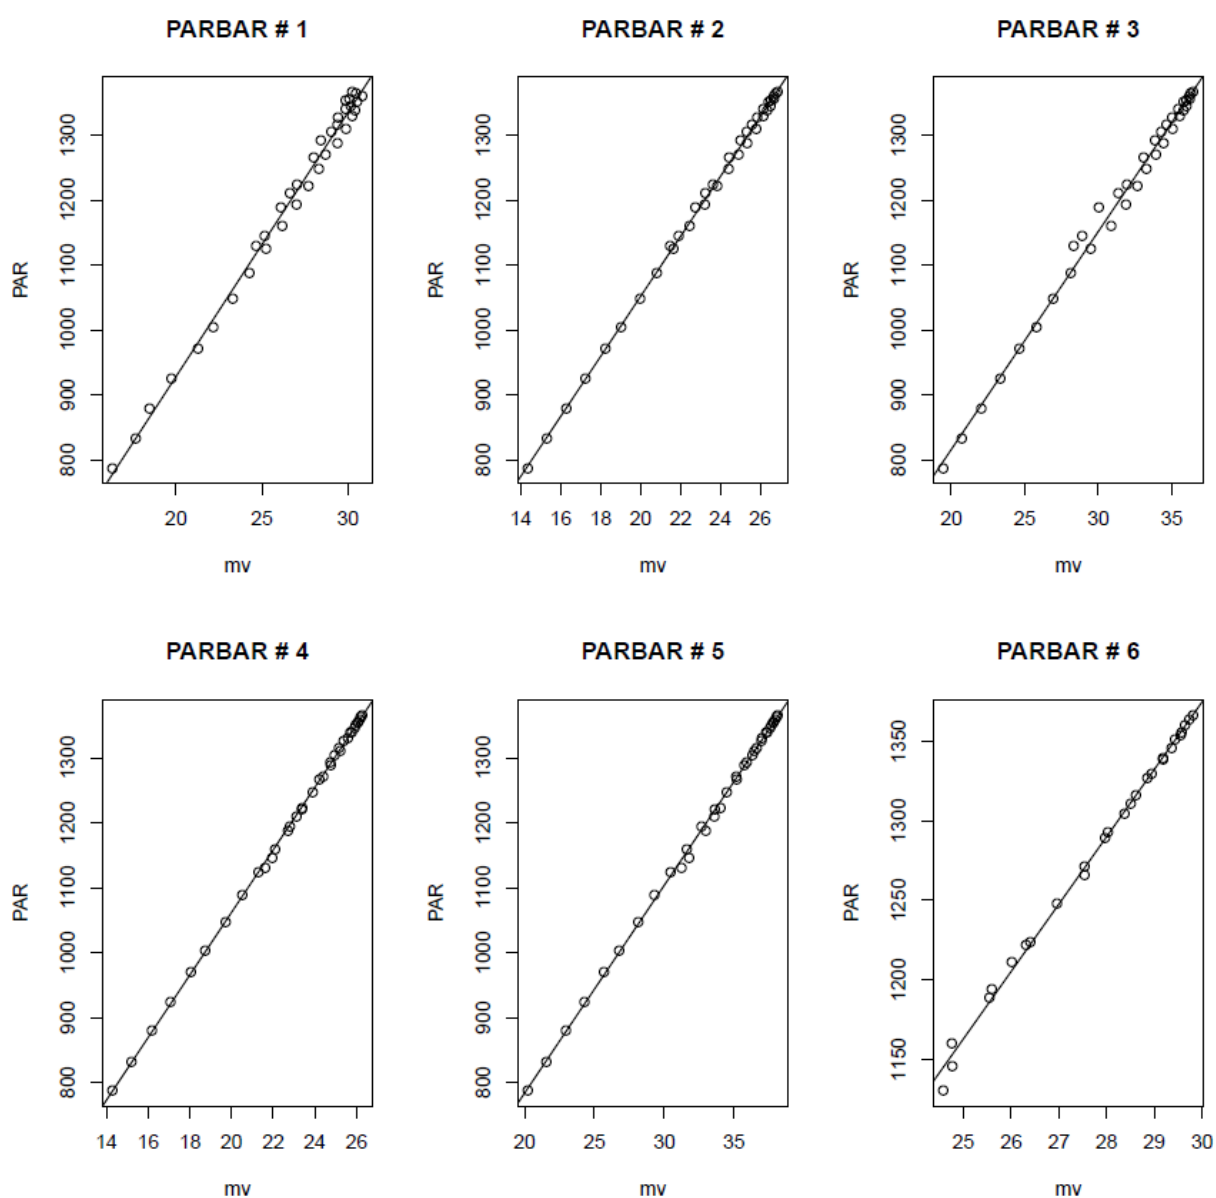 PARBAR # 1
PARBAR # 2
PARBAR # 3
PAR
800 900 1000 1100 1200 1300
20 25 30
mv
PAR
800 900 1000 1100 1200 1300
14 16 18 20 22 24 26
mv
PAR
800 900 1000 1100 1200 1300
20 25 30 35
mv
PARBAR # 4
PARBAR # 5
PARBAR # 6
PAR
800 900 1000 1100 1200 1300
14 16 18 20 22 24 26
mv
PAR
800 900 1000 1100 1200 1300
20 25 30 35
mv
PAR
1150 1200 1250 1300 1350
25 26 27 28 29 30
mv